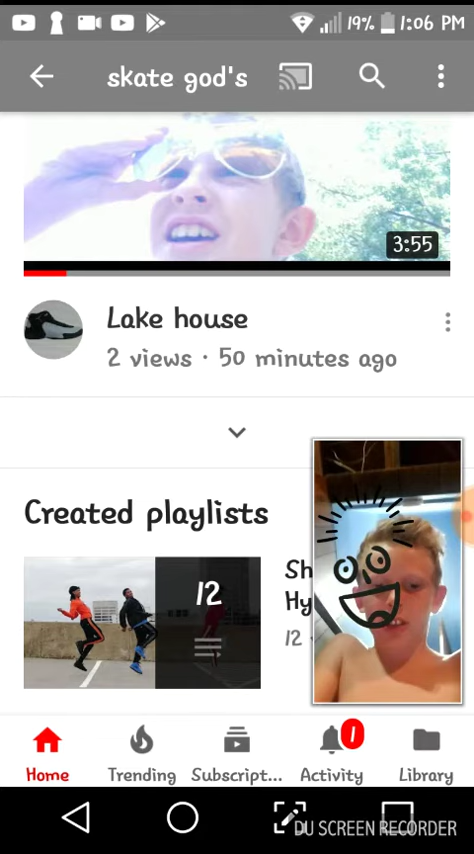 19% 1:06 PM
skate god's
3:55
Lake house
2 views · 50 minutes ago
Created playlists
12
Sh
Hy
12 ·
1
Home Trending Subscript... Activity Library
DU SCREEN RECORDER